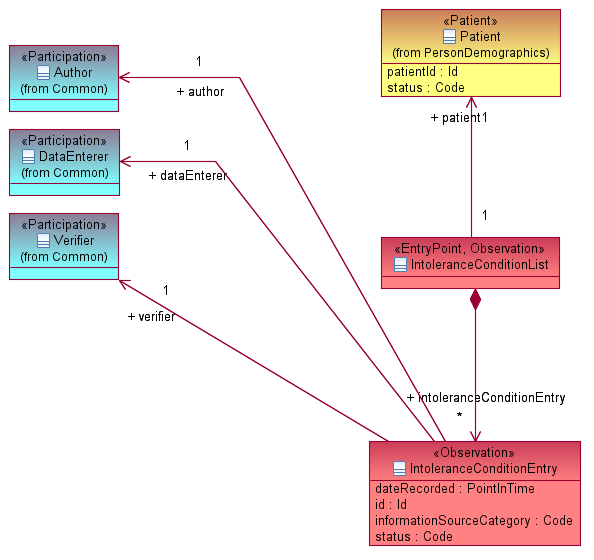 «Patient»
Patient
(from PersonDemographics)
patientId : Id
status : Code
«Participation»
Author
(from Common)
1
+ author
+ patient1
«Participation»
DataEnterer
(from Common)
1
+ dataEnterer
«Participation»
Verifier
(from Common)
1
«EntryPoint, Observation»
IntoleranceConditionList
1
+ verifier
+ intoleranceConditionEntry
*
«Observation»
IntoleranceConditionEntry
dateRecorded : PointInTime
id : Id
informationSourceCategory : Code
status : Code